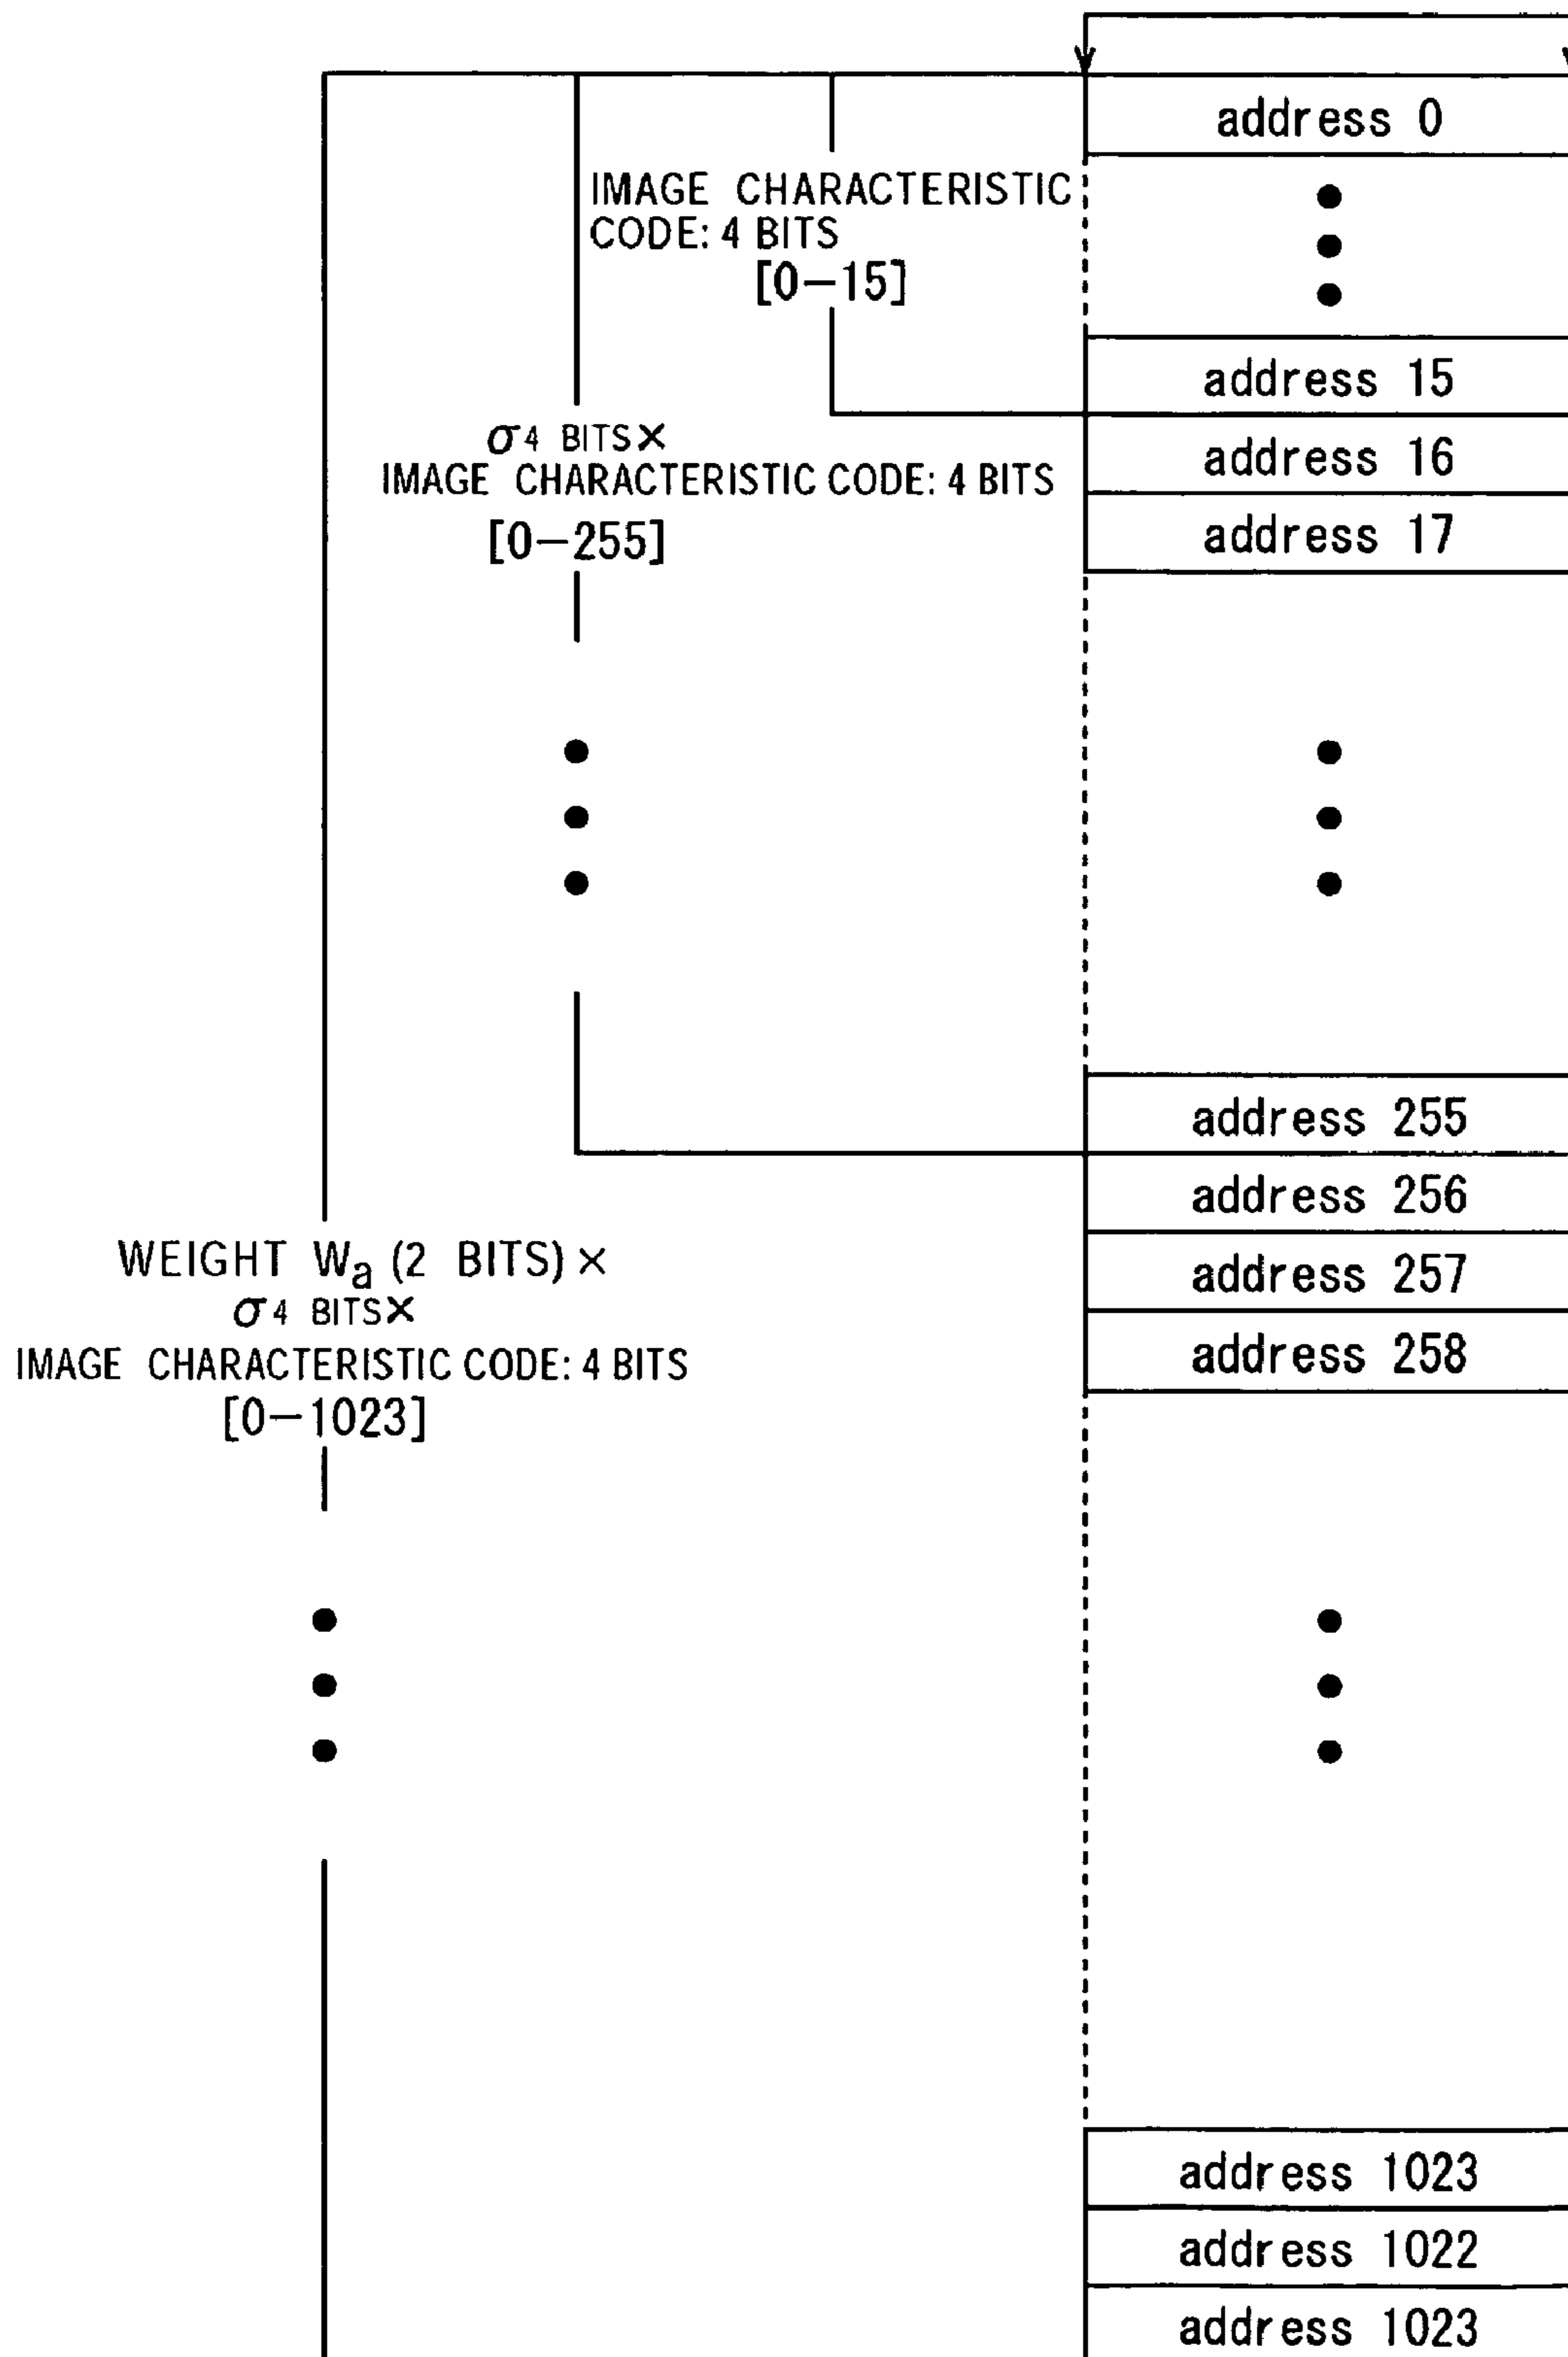 address 0
IMAGE CHARACTERISTIC
CODE: 4 BITS
[0-15]
address 15
σ4 BITS×
IMAGE CHARACTERISTIC CODE: 4 BITS
[0-255]
address 16
address 17
address 255
address 256
address 257
address 258
WEIGHT Wa (2 BITS)×
σ4 BITS×
IMAGE CHARACTERISTIC CODE: 4 BITS
[0-1023]
address 1023
address 1022
address 1023